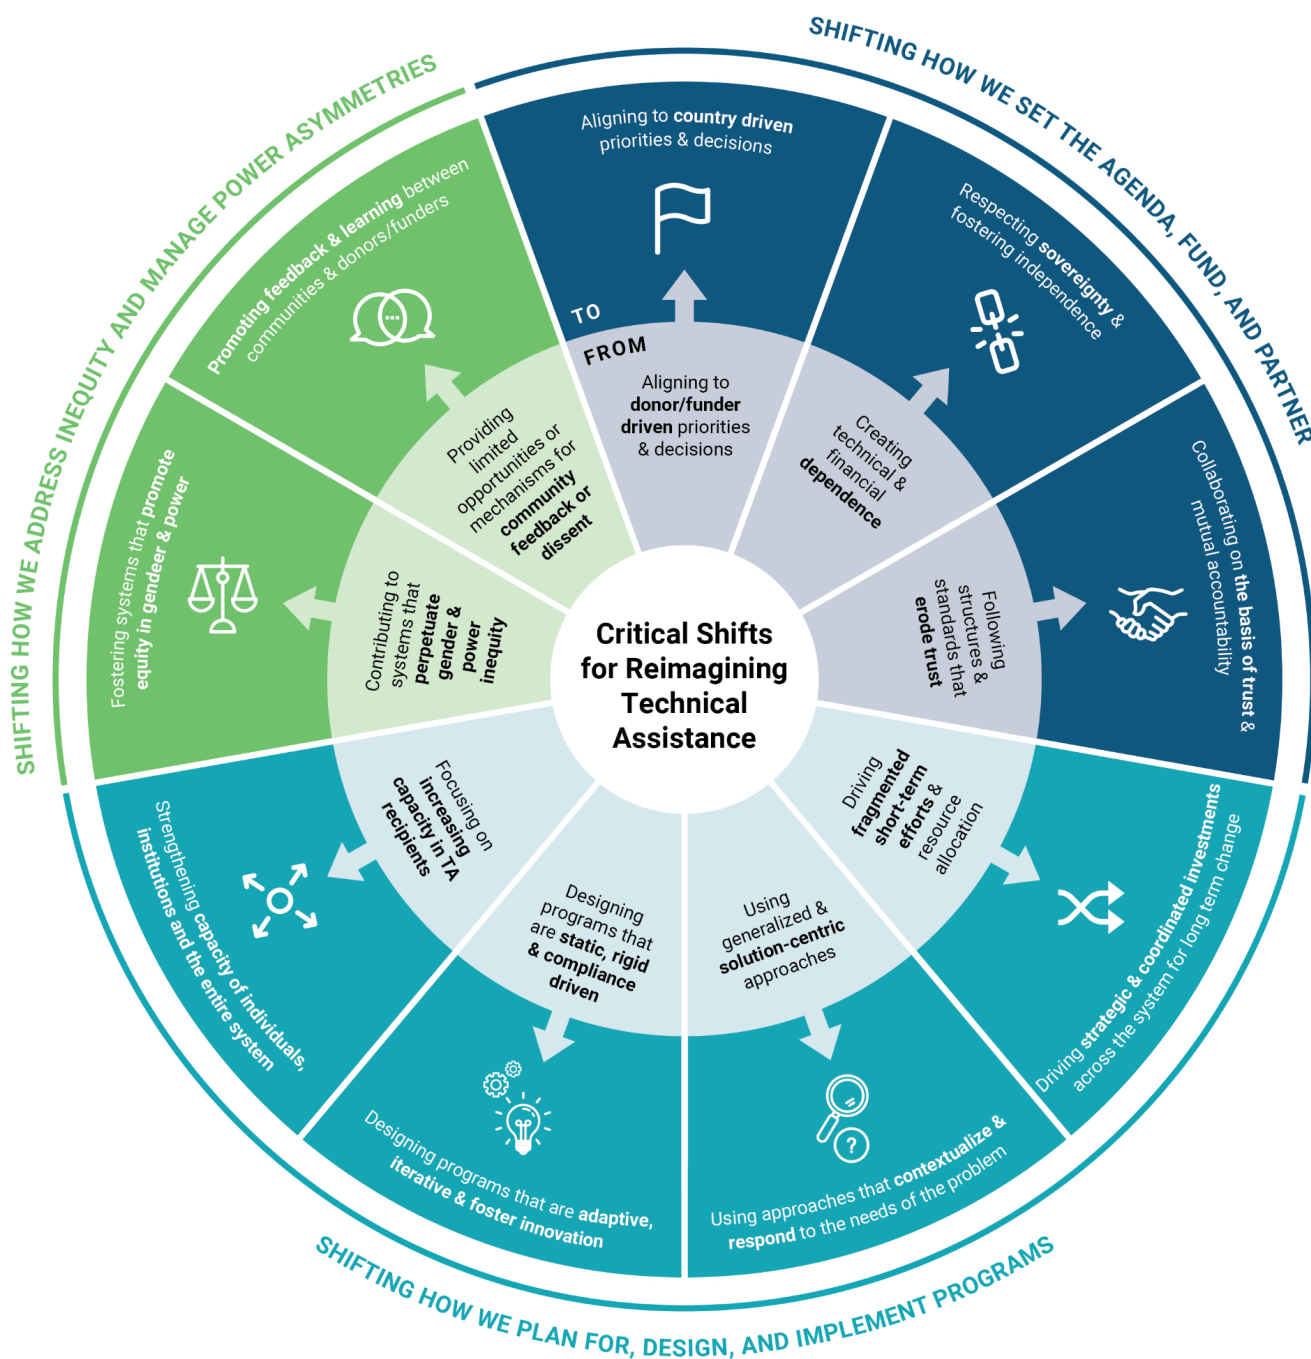 SHIFTING HOW WE SET THE AGENDA, FUND, AND PARTNER
Aligning to country driven
priorities & decisions
TO
FROM
Aligning to
donor/funder
driven priorities
& decisions
Respecting sovereignty &
fostering independence
Creating
technical &
financial
dependence
Collaborating on the basis of trust &
mutual accountability
Following
structures &
standards that
erode trust
Driving strategic & coordinated investments
across the system for long term change
Driving
fragmented
short-term
efforts &
resource
allocation
Using
generalized &
solution-centric
approaches
?
Using approaches that contextualize &
respond to the needs of the problem
Designing
programs that
are static, rigid
& compliance
driven
Designing programs that are adaptive,
iterative & foster innovation
Focusing on
increasing
capacity in TA
recipients
Strengthening capacity of individuals,
institutions and the entire system
SHIFTING HOW WE PLAN FOR, DESIGN, AND IMPLEMENT PROGRAMS
Fostering systems that promote
equity in gendeer & power
Contributing to
systems that
perpetuate
gender &
power
inequity
Promoting feedback & learning between
communities & donors/funders
Providing
limited
opportunities or
mechanisms for
community
feedback or
dissent
SHIFTING HOW WE ADDRESS INEQUITY AND MANAGE POWER ASYMMETRIES
Critical Shifts
for Reimagining
Technical
Assistance